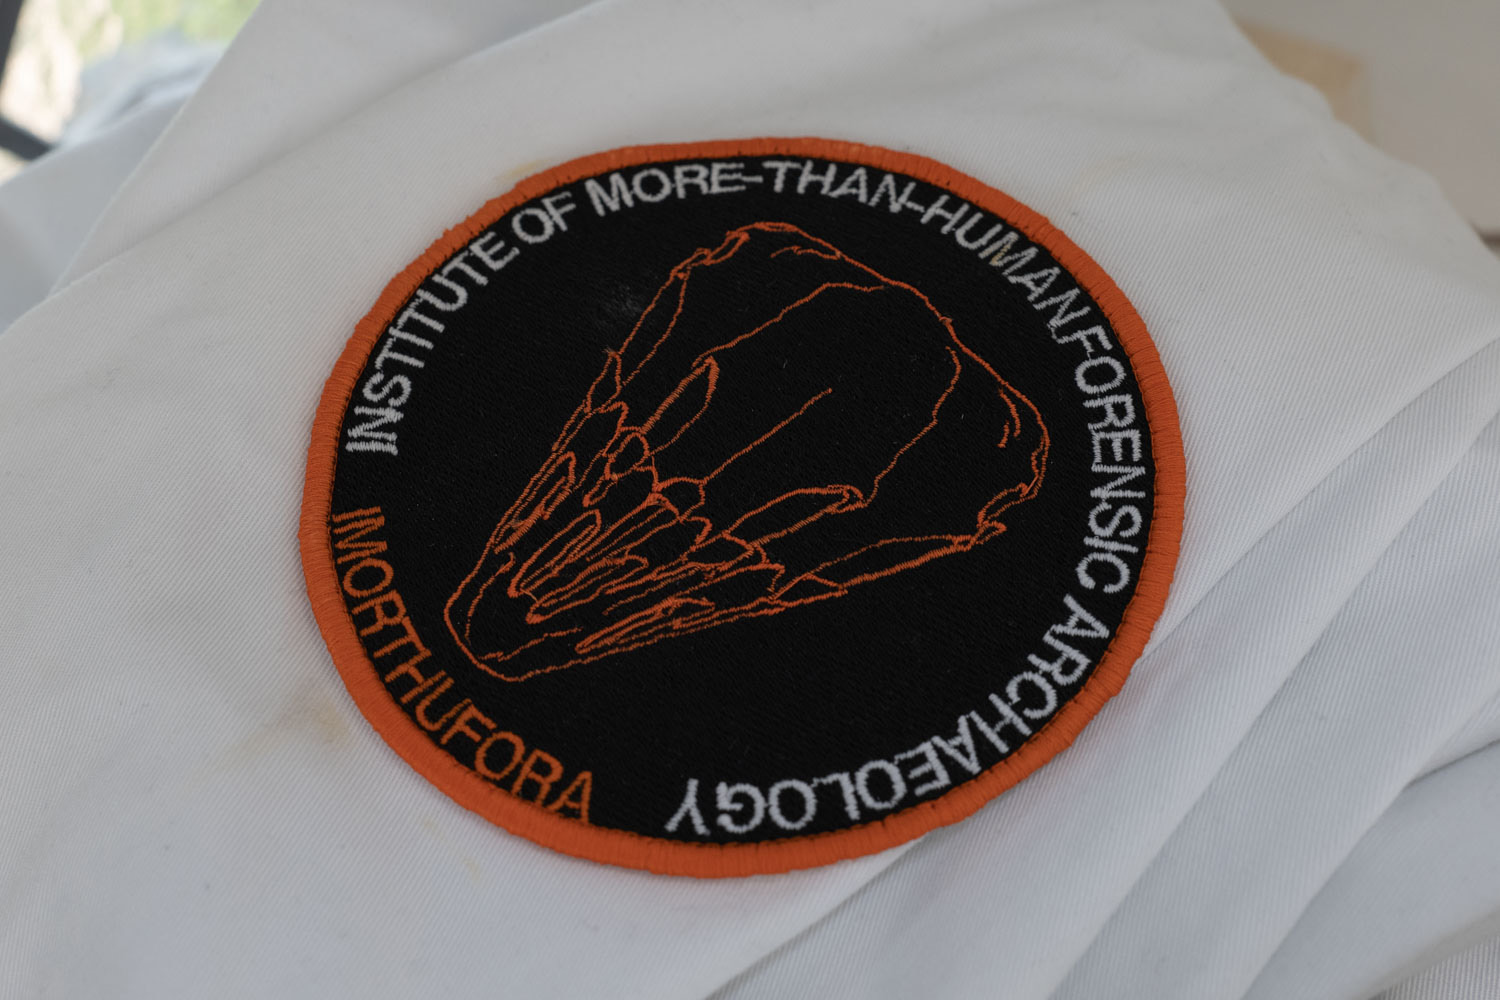 INSTITUTE OF MORE-THAN-HUMAN FORENSIC ARCHAEOLOGY
IMORTHUFORA